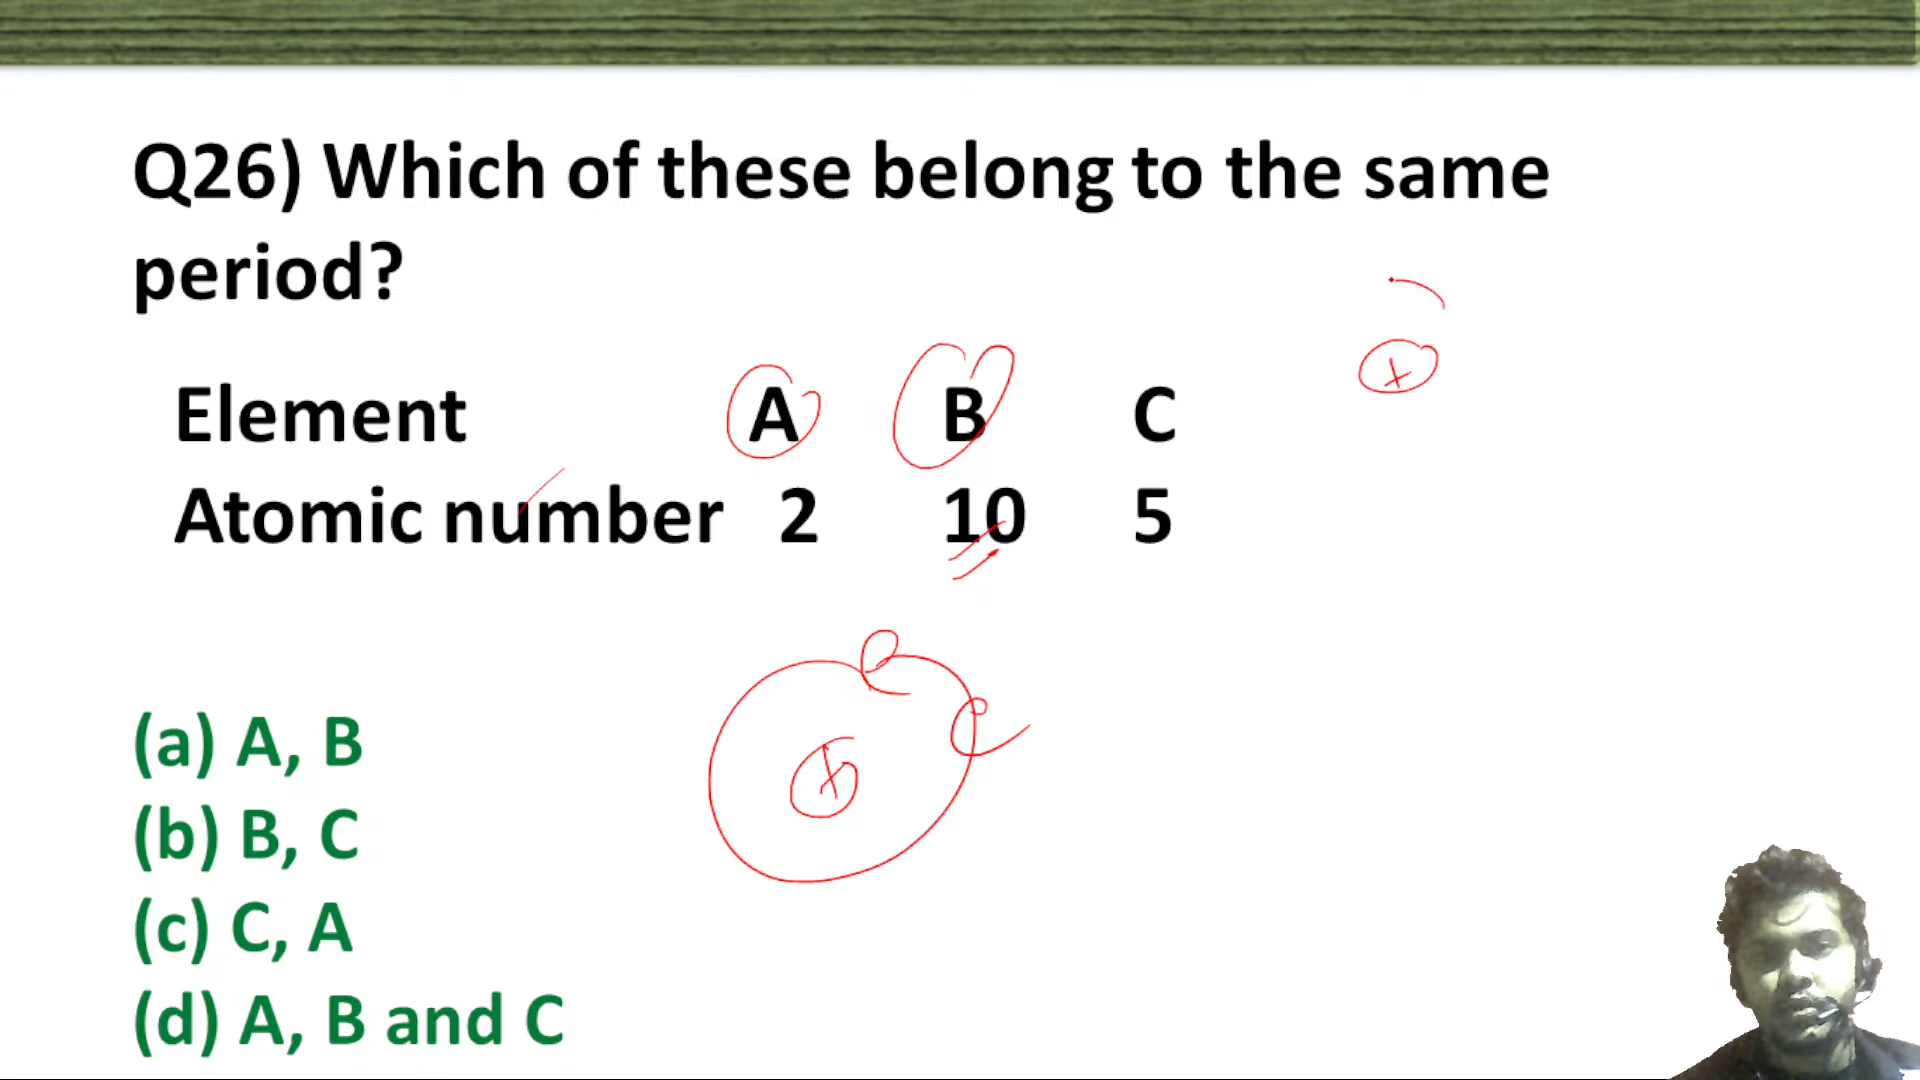 Q26) Which of these belong to the same
period?
Element A B C
Atomic number 2 10 5
(a) A, B
(b) B, C
(c) C, A
(d) A, B and C